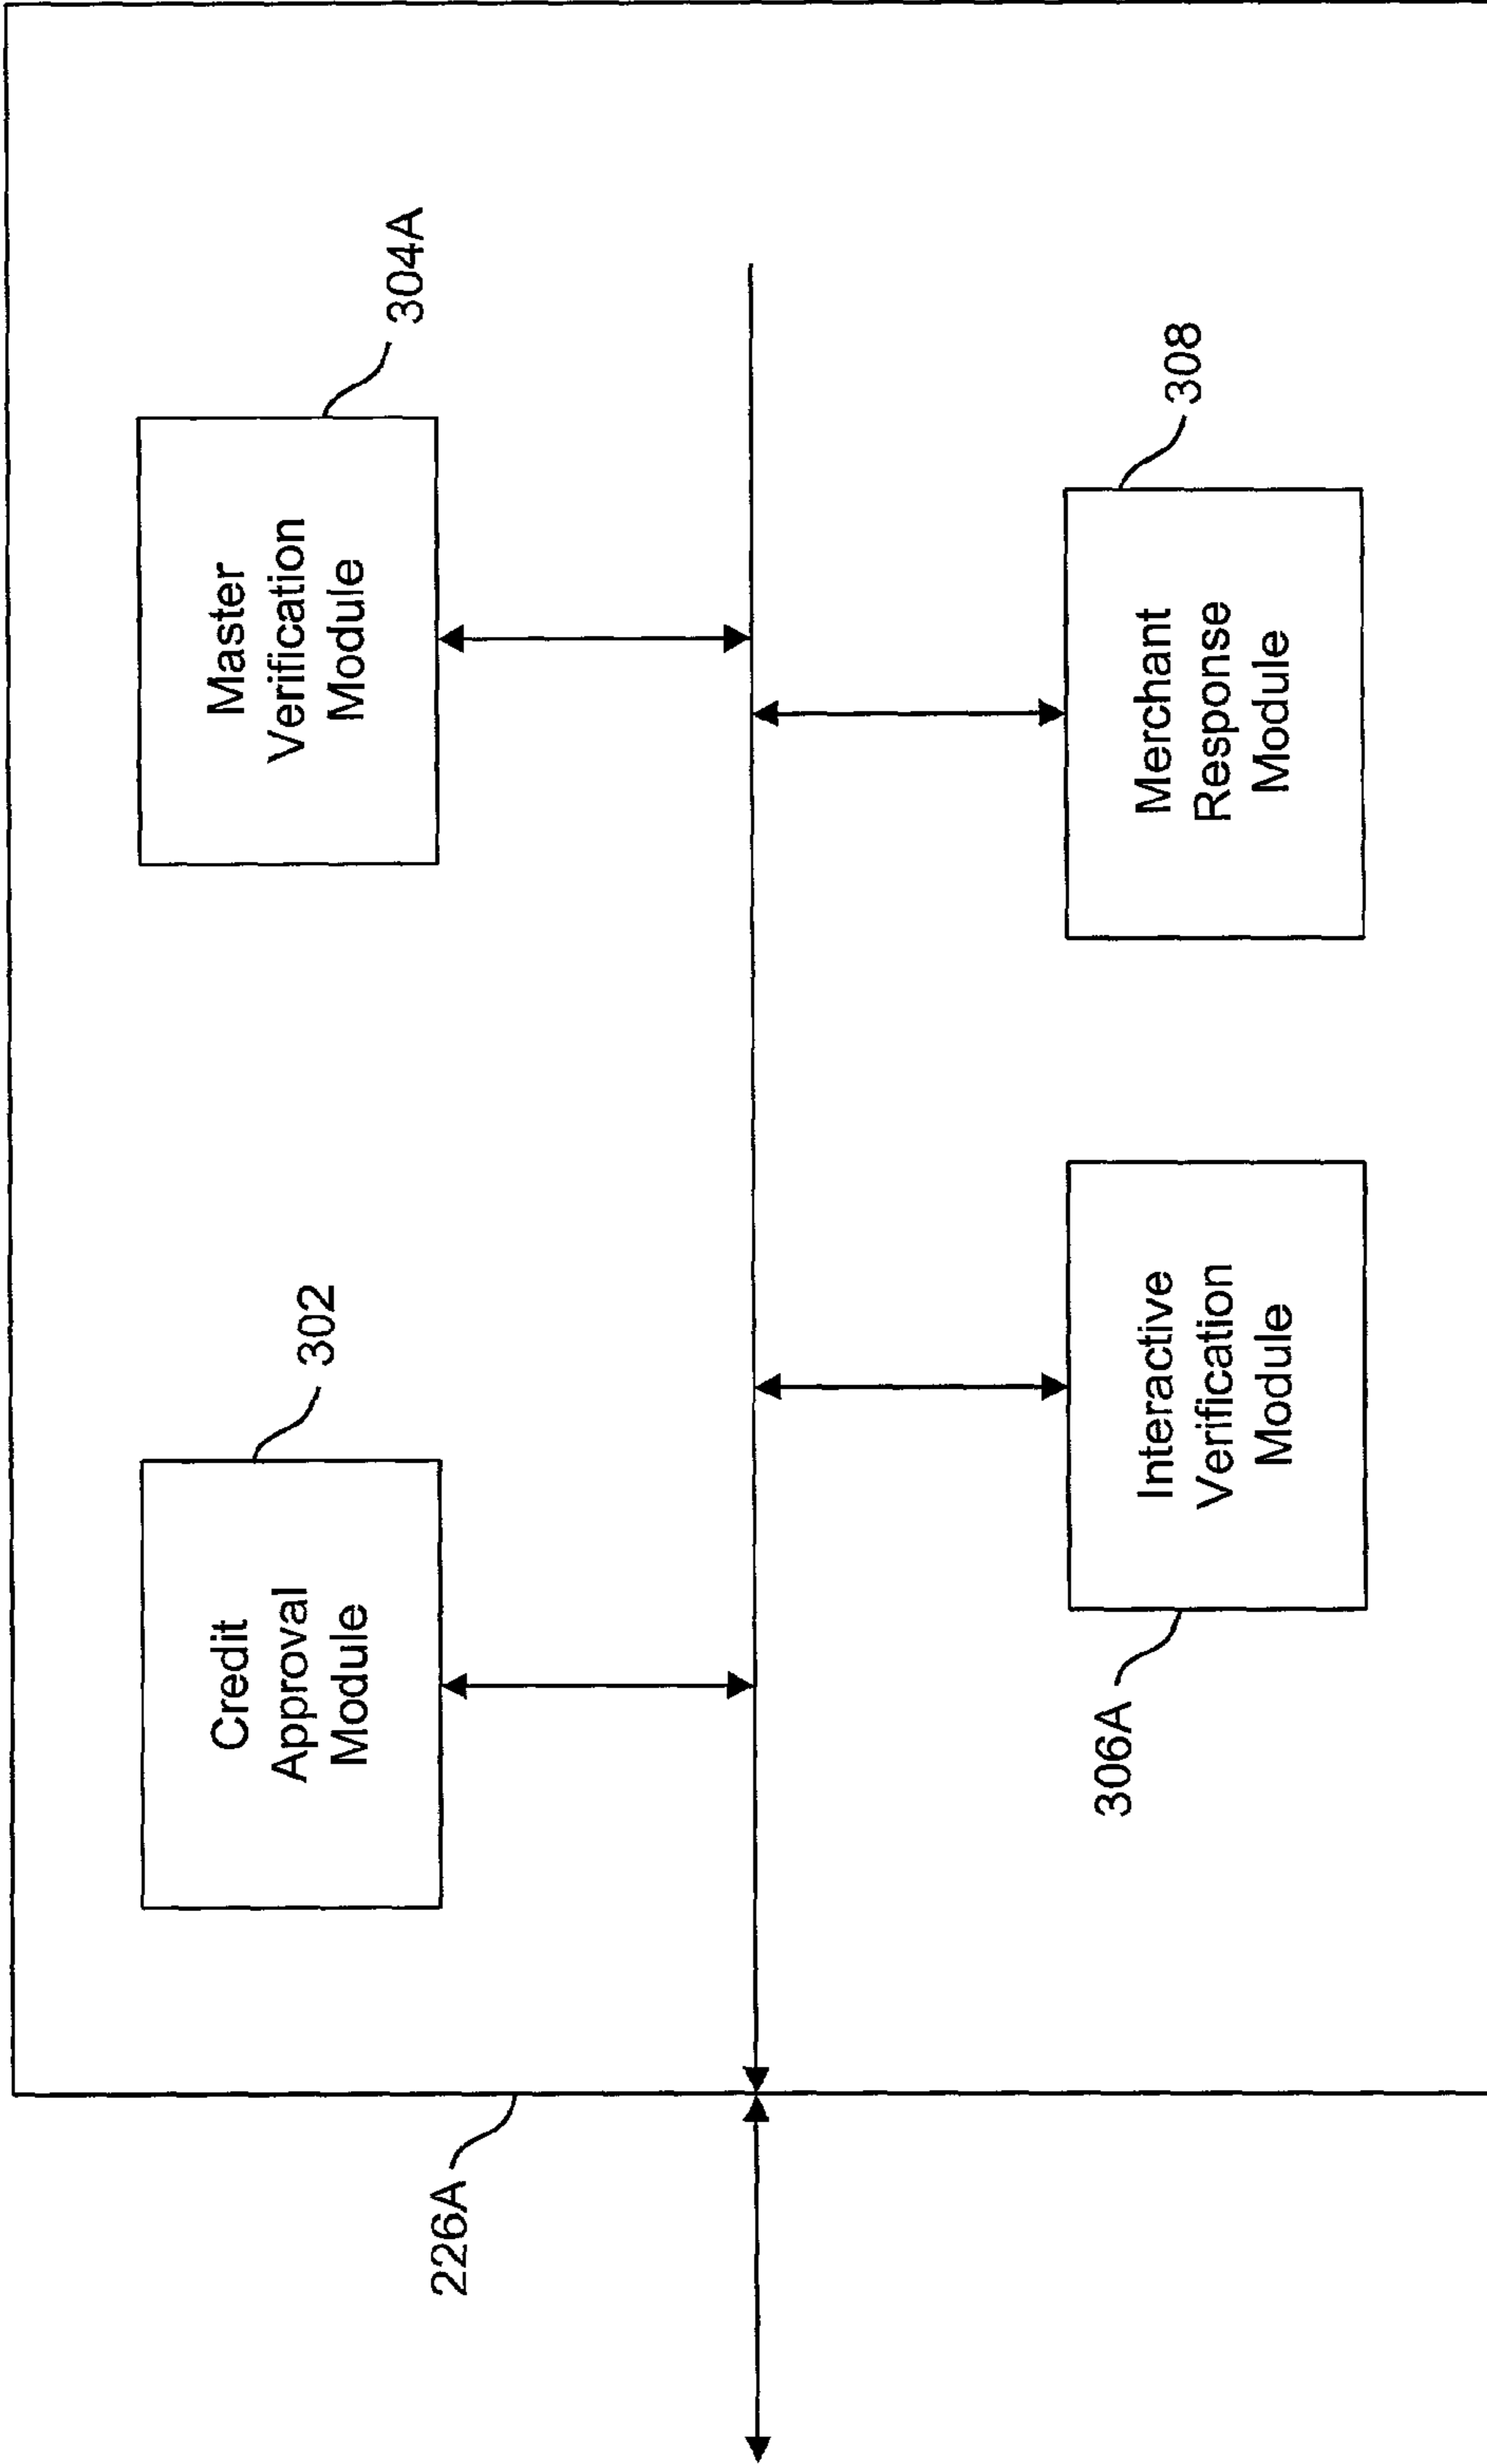 Credit
Approval
Module
302
Master
Verification
Module
304A
226A
Interactive
Verification
Module
306A
Merchant
Response
Module
308